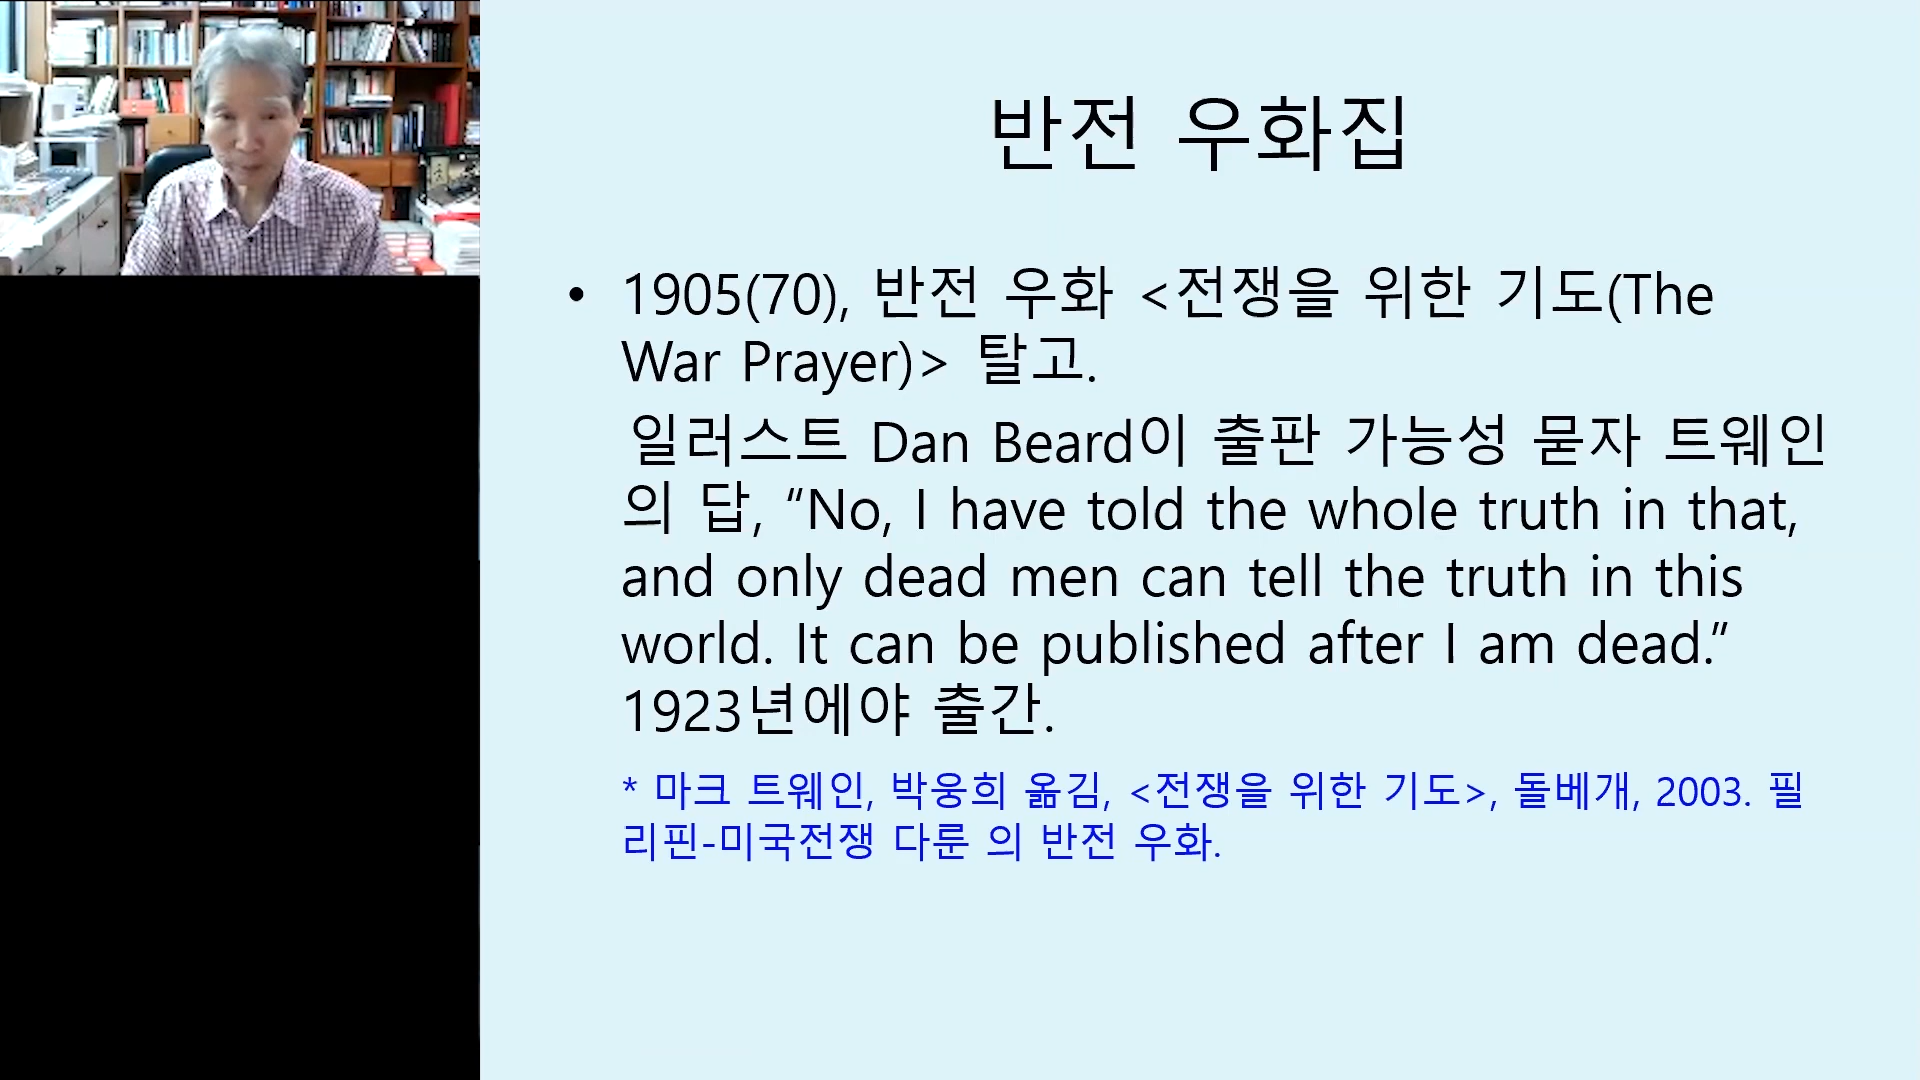 반전 우화집
• 1905(70), 반전 우화 <전쟁을 위한 기도(The
War Prayer)> 탈고.
일러스트 Dan Beard이 출판 가능성 묻자 트웨인
의 답, “No, I have told the whole truth in that,
and only dead men can tell the truth in this
world. It can be published after I am dead.”
1923년에야 출간.
* 마크 트웨인, 박웅희 옮김, <전쟁을 위한 기도>, 돌베개, 2003. 필
리핀-미국전쟁 다룬 의 반전 우화.